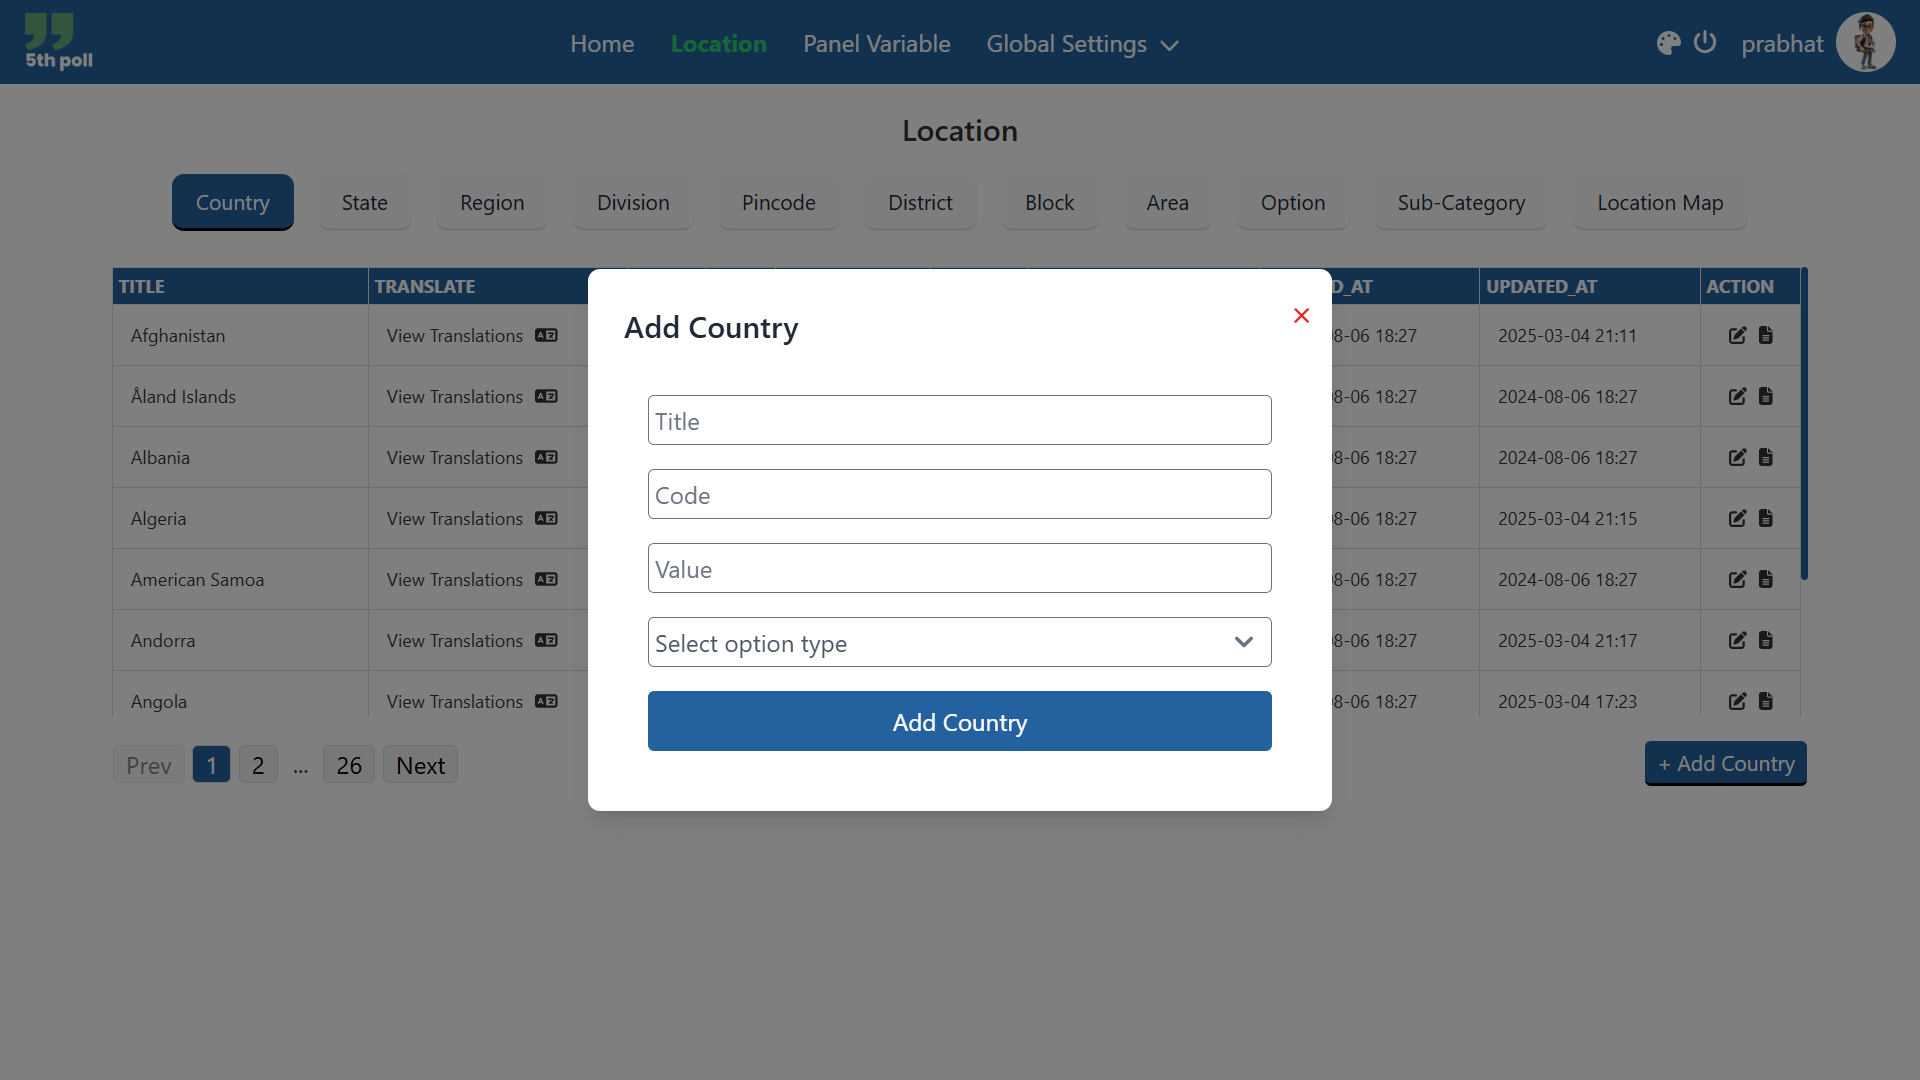 5th poll
Home Location Panel Variable Global Settings prabhat
Location
Country State Region Division Pincode District Block Area Option Sub-Category Location Map
TITLE TRANSLATE D_AT UPDATED_AT ACTION
Afghanistan View Translations 8-06 18:27 2025-03-04 21:11
Åland Islands View Translations 8-06 18:27 2024-08-06 18:27
Albania View Translations 8-06 18:27 2024-08-06 18:27
Algeria View Translations 8-06 18:27 2025-03-04 21:15
American Samoa View Translations 8-06 18:27 2024-08-06 18:27
Andorra View Translations 8-06 18:27 2025-03-04 21:17
Angola View Translations 8-06 18:27 2025-03-04 17:23
Prev 1 2 ... 26 Next + Add Country
Add Country
Title
Code
Value
Select option type
Add Country